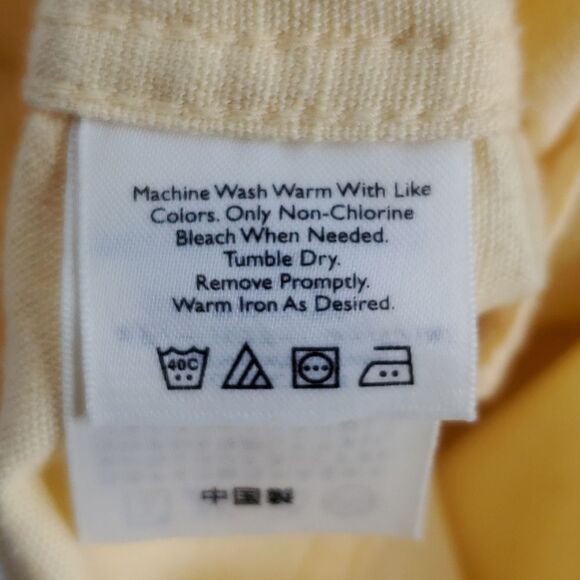 Machine Wash Warm With Like
Colors. Only Non-Chlorine
Bleach When Needed.
Tumble Dry.
Remove Promptly.
Warm Iron As Desired.
40C
中国製